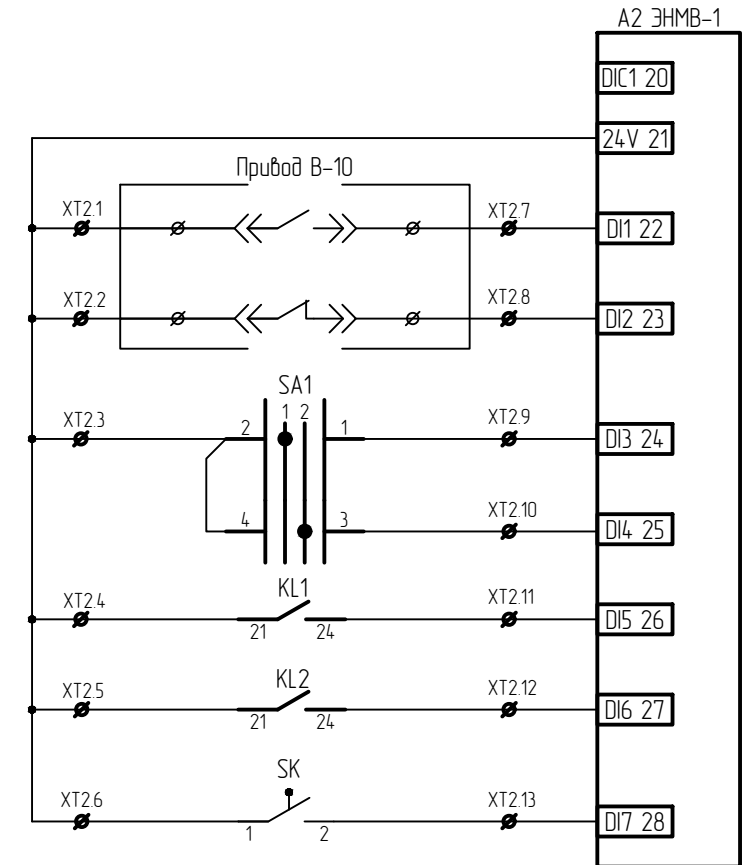 А2 ЭНМВ-1
DIC1 20
24V 21
Привод В-10
XT2.1
XT2.7
DI1 22
XT2.2
XT2.8
DI2 23
SA1
1 2
XT2.3
2
1
XT2.9
DI3 24
4
3
XT2.10
DI4 25
KL1
XT2.4
21
24
XT2.11
DI5 26
KL2
XT2.5
21
24
XT2.12
DI6 27
SK
XT2.6
1
2
XT2.13
DI7 28